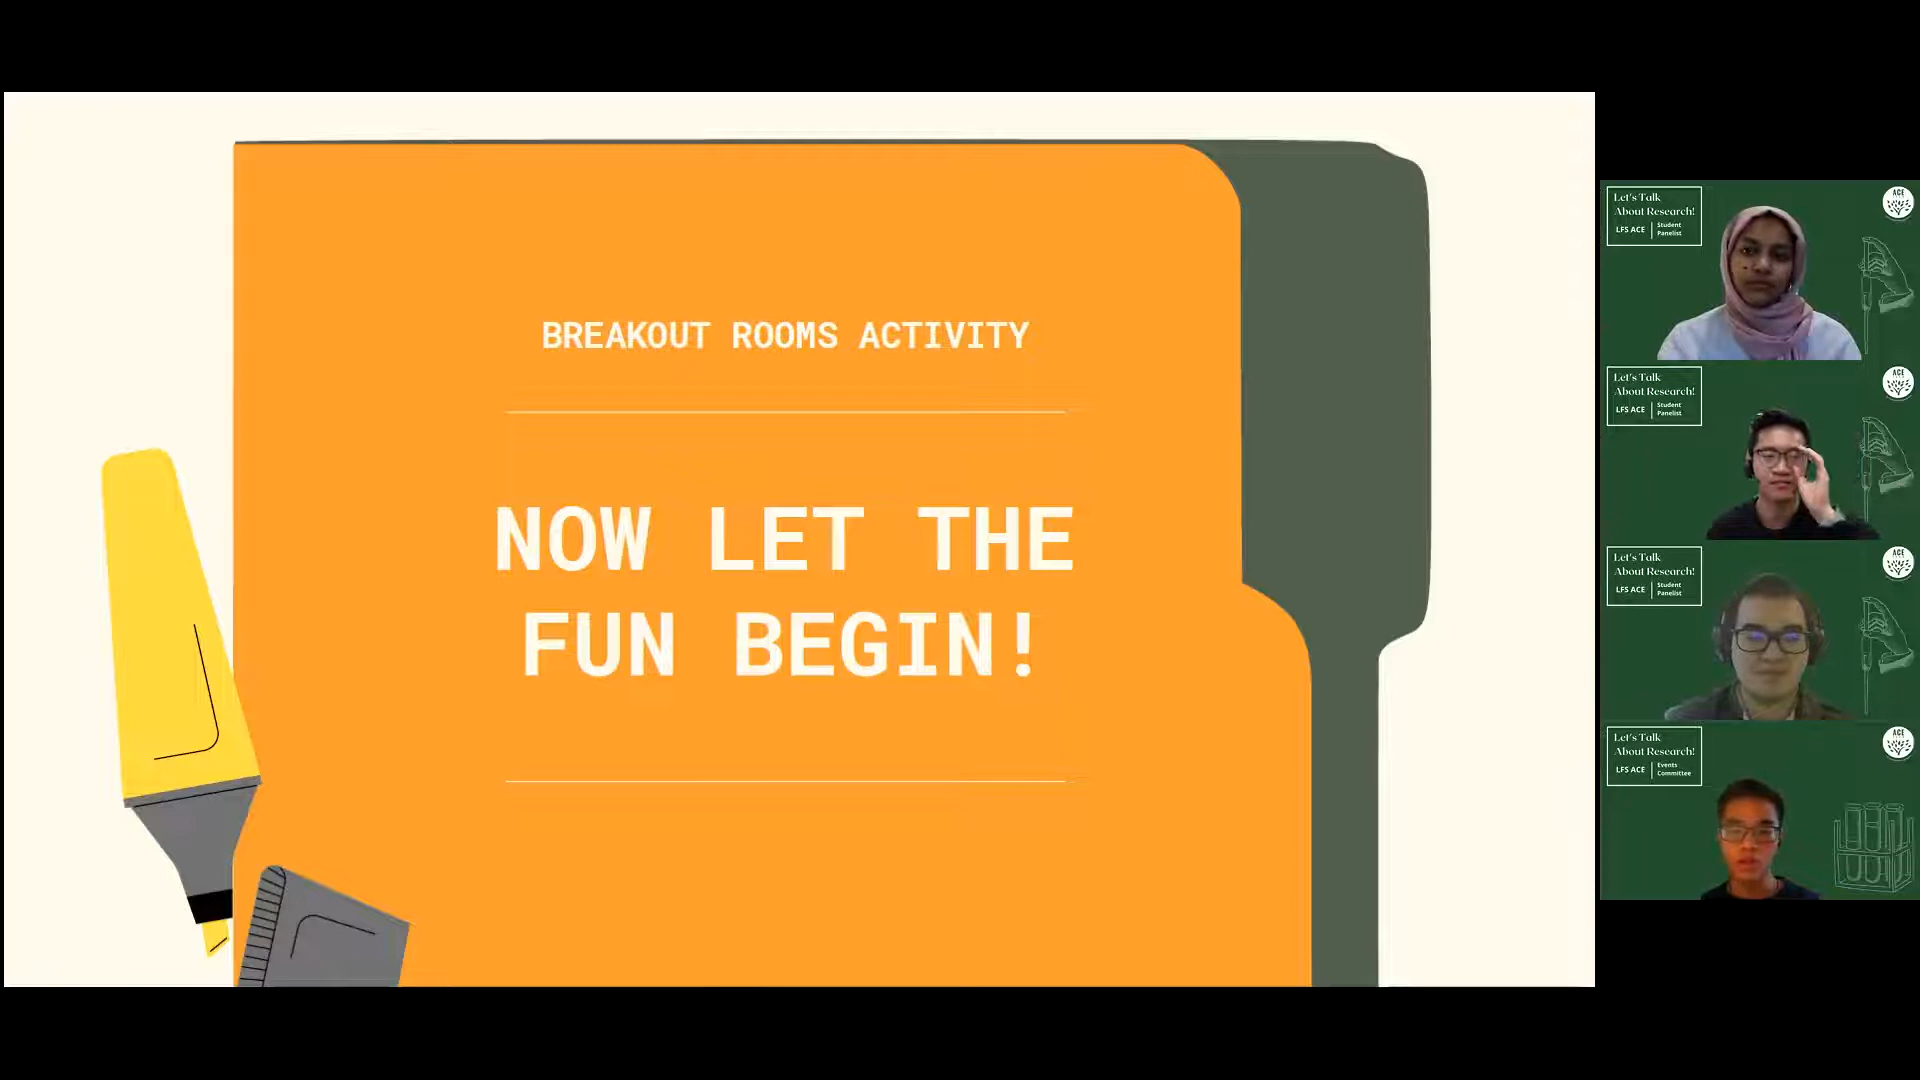 BREAKOUT ROOMS ACTIVITY
NOW LET THE
FUN BEGIN!
Let's Talk
About Research!
LFS ACE | Student
Panelist
ACE
Let's Talk
About Research!
LFS ACE | Student
Panelist
ACE
Let's Talk
About Research!
LFS ACE | Student
Panelist
ACE
Let's Talk
About Research!
LFS ACE | Events
Committee
ACE